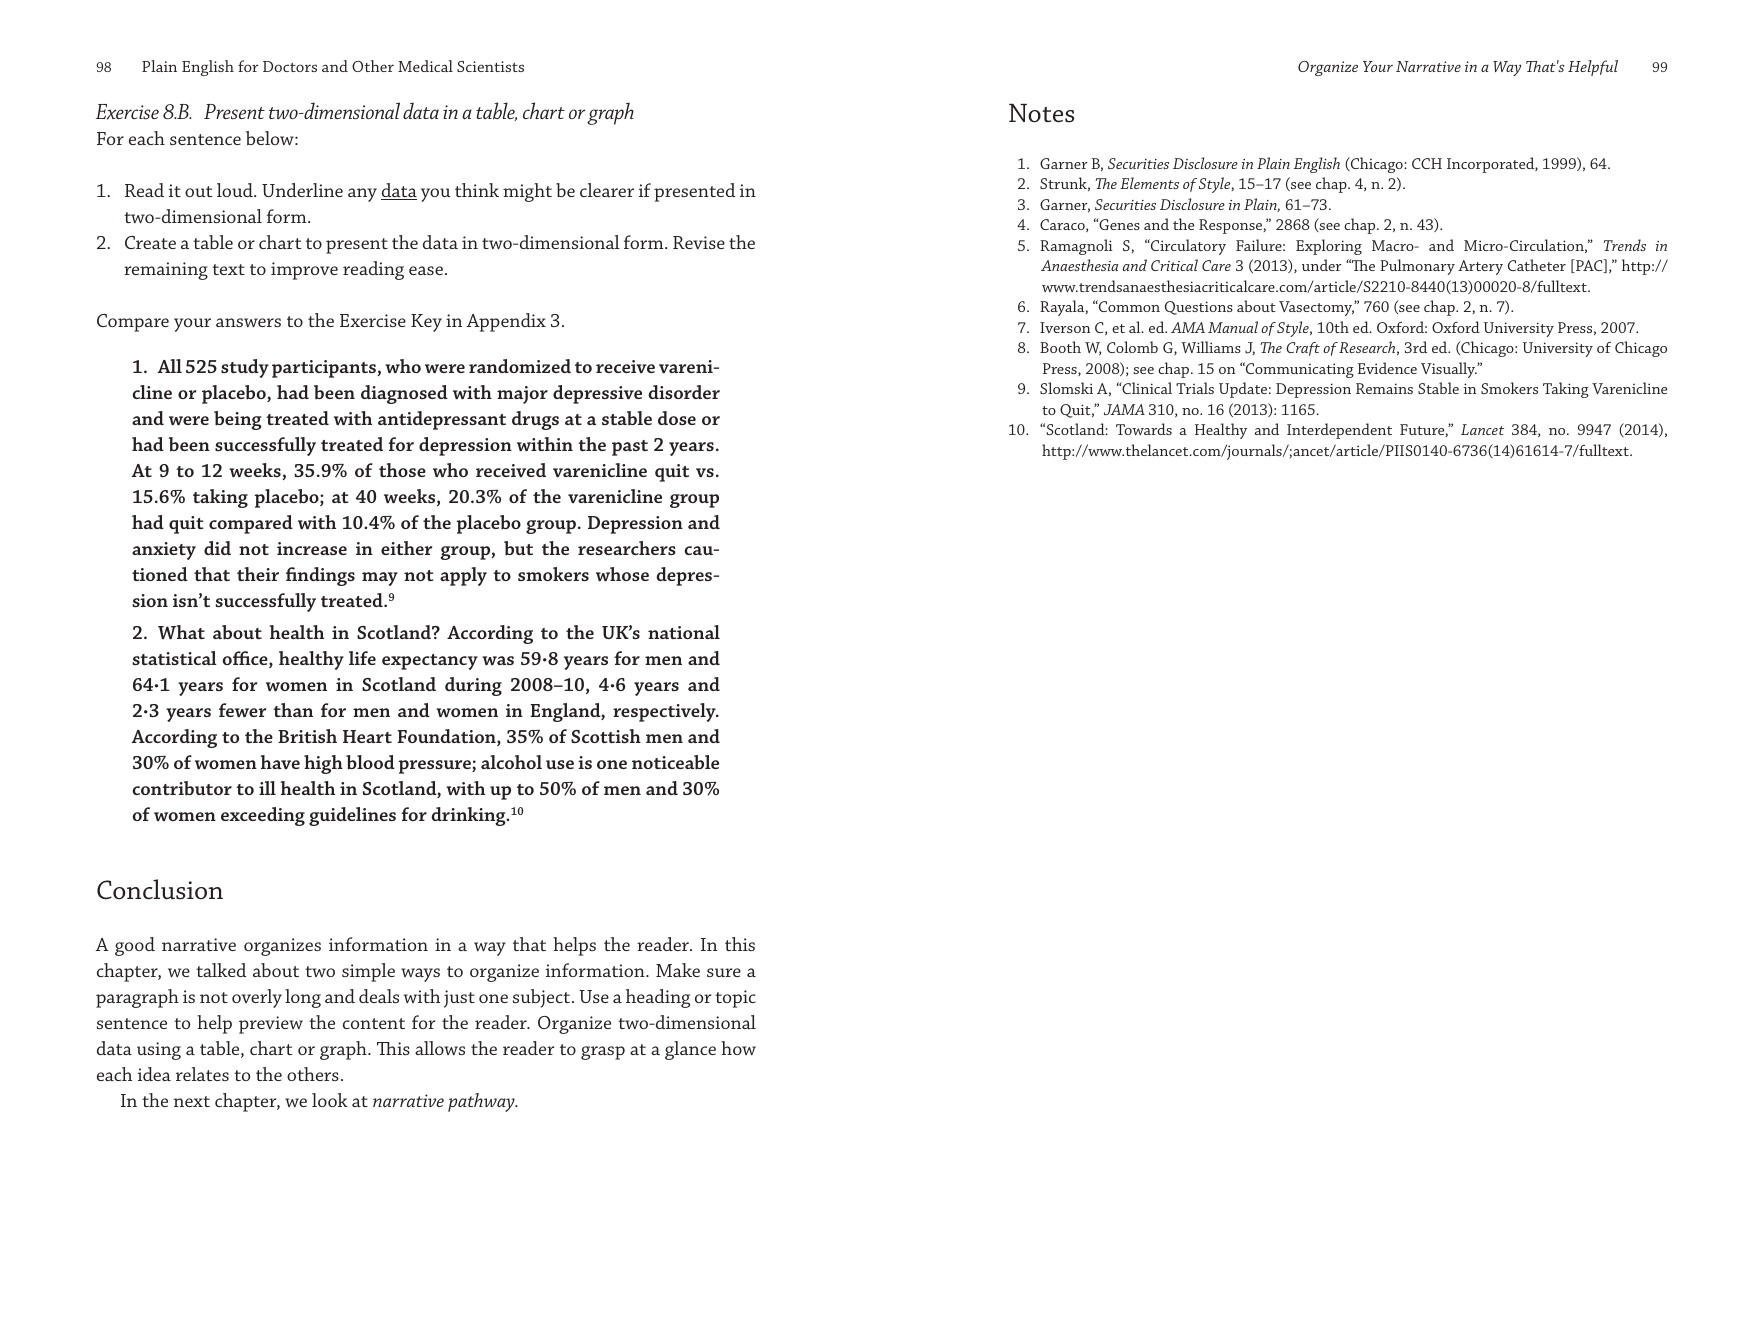 98 Plain English for Doctors and Other Medical Scientists
Exercise 8.B. Present two-dimensional data in a table, chart or graph
For each sentence below:
1. Read it out loud. Underline any data you think might be clearer if presented in
two-dimensional form.
2. Create a table or chart to present the data in two-dimensional form. Revise the
remaining text to improve reading ease.
Compare your answers to the Exercise Key in Appendix 3.
1. All 525 study participants, who were randomized to receive vareni-
cline or placebo, had been diagnosed with major depressive disorder
and were being treated with antidepressant drugs at a stable dose or
had been successfully treated for depression within the past 2 years.
At 9 to 12 weeks, 35.9% of those who received varenicline quit vs.
15.6% taking placebo; at 40 weeks, 20.3% of the varenicline group
had quit compared with 10.4% of the placebo group. Depression and
anxiety did not increase in either group, but the researchers cau-
tioned that their findings may not apply to smokers whose depres-
sion isn’t successfully treated.9
2. What about health in Scotland? According to the UK’s national
statistical office, healthy life expectancy was 59·8 years for men and
64·1 years for women in Scotland during 2008–10, 4·6 years and
2·3 years fewer than for men and women in England, respectively.
According to the British Heart Foundation, 35% of Scottish men and
30% of women have high blood pressure; alcohol use is one noticeable
contributor to ill health in Scotland, with up to 50% of men and 30%
of women exceeding guidelines for drinking.10
Conclusion
A good narrative organizes information in a way that helps the reader. In this
chapter, we talked about two simple ways to organize information. Make sure a
paragraph is not overly long and deals with just one subject. Use a heading or topic
sentence to help preview the content for the reader. Organize two-dimensional
data using a table, chart or graph. This allows the reader to grasp at a glance how
each idea relates to the others.
In the next chapter, we look at narrative pathway.
Organize Your Narrative in a Way That's Helpful 99
Notes
1. Garner B, Securities Disclosure in Plain English (Chicago: CCH Incorporated, 1999), 64.
2. Strunk, The Elements of Style, 15–17 (see chap. 4, n. 2).
3. Garner, Securities Disclosure in Plain, 61–73.
4. Caraco, “Genes and the Response,” 2868 (see chap. 2, n. 43).
5. Ramagnoli S, “Circulatory Failure: Exploring Macro- and Micro-Circulation,” Trends in
Anaesthesia and Critical Care 3 (2013), under “The Pulmonary Artery Catheter [PAC],” http://
www.trendsanaesthesiacriticalcare.com/article/S2210-8440(13)00020-8/fulltext.
6. Rayala, “Common Questions about Vasectomy,” 760 (see chap. 2, n. 7).
7. Iverson C, et al. ed. AMA Manual of Style, 10th ed. Oxford: Oxford University Press, 2007.
8. Booth W, Colomb G, Williams J, The Craft of Research, 3rd ed. (Chicago: University of Chicago
Press, 2008); see chap. 15 on “Communicating Evidence Visually.”
9. Slomski A, “Clinical Trials Update: Depression Remains Stable in Smokers Taking Varenicline
to Quit,” JAMA 310, no. 16 (2013): 1165.
10. “Scotland: Towards a Healthy and Interdependent Future,” Lancet 384, no. 9947 (2014),
http://www.thelancet.com/journals/;ancet/article/PIIS0140-6736(14)61614-7/fulltext.